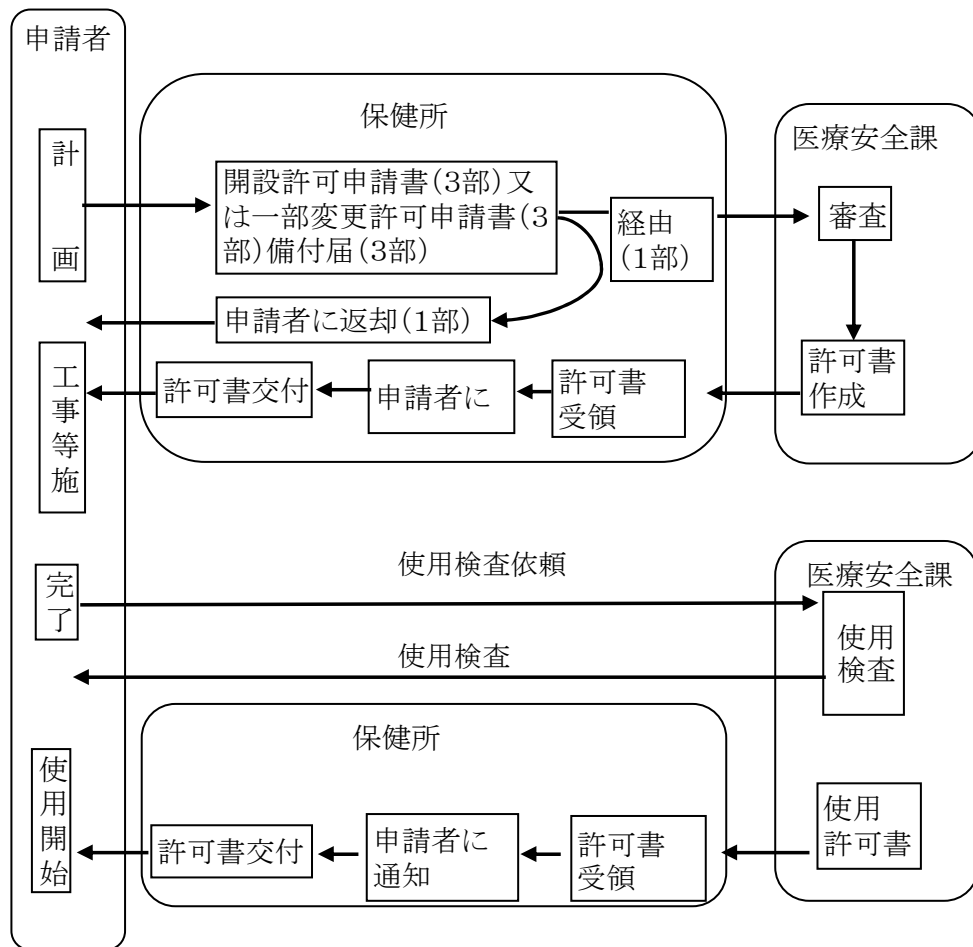 申請者
保健所
医療安全課
計画
開設許可申請書(3部)又
は一部変更許可申請書(3
部)備付届(3部)
経由
(1部)
審査
申請者に返却(1部)
工事等施
許可書交付
申請者に
許可書
受領
許可書
作成
完了
使用検査依頼
医療安全課
使用
検査
使用検査
保健所
使用開始
許可書交付
申請者に
通知
許可書
受領
使用
許可書